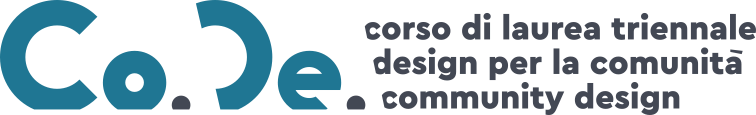 Co.De.
corso di laurea triennale
design per la comunità
community design